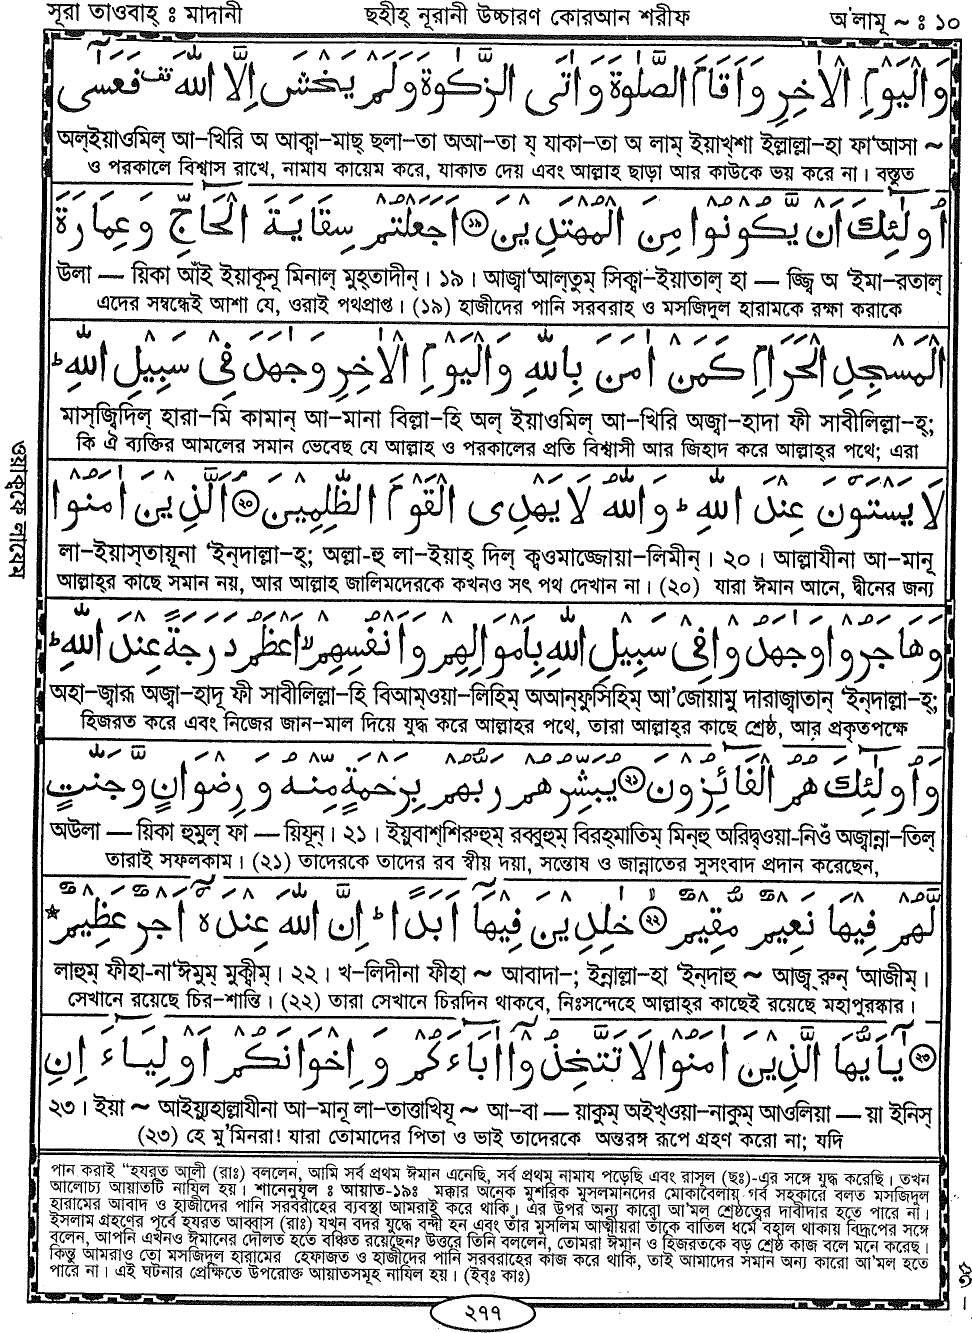 সূরা তাওবাহ্ ঃ মাদানী
ছহীহ্ নূরানী উচ্চারণ কোরআন শরীফ
অ'লামূ ~ ঃ ১০
وَالْيَوْمِ الْاٰخِرِ وَاَقَامَ الصَّلٰوةَ وَاٰتَى الزَّكٰوةَ وَلَمْ يَخْشَ اِلَّا اللّٰهَ تف فَعَسٰٓى
অল্ইয়াওমিল্ আ-খিরি অ আক্বা-মাছ্ ছলা-তা অআ-তা য্ যাকা-তা অ লাম্ ইয়াখ্শা ইল্লাল্লা-হা ফা'আসা ~
ও পরকালে বিশ্বাস রাখে, নামায কায়েম করে, যাকাত দেয় এবং আল্লাহ ছাড়া আর কাউকে ভয় করে না। বস্তুত
اُولٰٓئِكَ اَنْ يَّكُوْنُوْا مِنَ الْمُهْتَدِيْنَ ۝۱۹ اَجَعَلْتُمْ سِقَايَةَ الْحَآجِّ وَعِمَارَةَ
উলা — য়িকা আঁই ইয়াকূনূ মিনাল্ মুহ্তাদীন্। ১৯। আজ্বা'আল্তুম্ সিক্বা-ইয়াতাল্ হা — জ্জ্বি অ 'ইমা-রতাল্
এদের সম্বন্ধেই আশা যে, ওরাই পথপ্রাপ্ত। (১৯) হাজীদের পানি সরবরাহ ও মসজিদুল হারামকে রক্ষা করাকে
الْمَسْجِدِ الْحَرَامِ كَمَنْ اٰمَنَ بِاللّٰهِ وَالْيَوْمِ الْاٰخِرِ وَجٰهَدَ فِيْ سَبِيْلِ اللّٰهِ ؕ
মাস্জ্বিদিল্ হারা-মি কামান্ আ-মানা বিল্লা-হি অল্ ইয়াওমিল্ আ-খিরি অজ্বা-হাদা ফী সাবীলিল্লা-হ্;
কি ঐ ব্যক্তির আমলের সমান ভেবেছ যে আল্লাহ ও পরকালের প্রতি বিশ্বাসী আর জিহাদ করে আল্লাহ্র পথে; এরা
لَا يَسْتَوٗنَ عِنْدَ اللّٰهِ ؕ وَاللّٰهُ لَا يَهْدِى الْقَوْمَ الظّٰلِمِيْنَ ۝۲۰ اَلَّذِيْنَ اٰمَنُوْا
লা-ইয়াস্তায়ূনা 'ইন্দাল্লা-হ্; অল্লা-হু লা-ইয়াহ্ দিল্ ক্বওমাজ্জোয়া-লিমীন্। ২০। আল্লাযীনা আ-মানূ
আল্লাহ্র কাছে সমান নয়, আর আল্লাহ জালিমদেরকে কখনও সৎ পথ দেখান না। (২০) যারা ঈমান আনে, দ্বীনের জন্য
ওয়াকুফে লাযেম
وَهَاجَرُوْا وَجٰهَدُوْا فِيْ سَبِيْلِ اللّٰهِ بِاَمْوَالِهِمْ وَاَنْفُسِهِمْ ۙ اَعْظَمُ دَرَجَةً عِنْدَ اللّٰهِ ؕ
অহা-জ্বারূ অজ্বা-হাদূ ফী সাবীলিল্লা-হি বিআম্ওয়া-লিহিম্ অআন্ফুসিহিম্ আ'জোয়ামু দারাজ্বাতান্ 'ইন্দাল্লা-হ্;
হিজরত করে এবং নিজের জান-মাল দিয়ে যুদ্ধ করে আল্লাহর পথে, তারা আল্লাহ্র কাছে শ্রেষ্ঠ, আর প্রকৃতপক্ষে
وَاُولٰٓئِكَ هُمُ الْفَآئِزُوْنَ ۝۲۱ يُبَشِّرُهُمْ رَبُّهُمْ بِرَحْمَةٍ مِّنْهُ وَرِضْوَانٍ وَّجَنّٰتٍ
অউলা — য়িকা হুমুল্ ফা — য়িযূন্। ২১। ইয়ুবাশ্শিরুহুম্ রব্বুহুম্ বিরহ্মাতিম্ মিন্হু অরিদ্বওয়া-নিওঁ অজ্বান্না-তিল্
তারাই সফলকাম। (২১) তাদেরকে তাদের রব স্বীয় দয়া, সন্তোষ ও জান্নাতের সুসংবাদ প্রদান করেছেন,
لَّهُمْ فِيْهَا نَعِيْمٌ مُّقِيْمٌ ۙ ۝۲۲ خٰلِدِيْنَ فِيْهَآ اَبَدًا ؕ اِنَّ اللّٰهَ عِنْدَهٗٓ اَجْرٌ عَظِيْمٌ
লাহুম্ ফীহা-না'ঈমুম্ মুক্বীম্। ২২। খ-লিদীনা ফীহা ~ আবাদা-; ইন্নাল্লা-হা 'ইন্দাহু ~ আজ্ব্ রুন্ 'আজীম্।
সেখানে রয়েছে চির-শান্তি। (২২) তারা সেখানে চিরদিন থাকবে, নিঃসন্দেহে আল্লাহ্র কাছেই রয়েছে মহাপুরস্কার।
۝۲۳ يٰٓاَيُّهَا الَّذِيْنَ اٰمَنُوْا لَا تَتَّخِذُوْٓا اٰبَآءَكُمْ وَاِخْوَانَكُمْ اَوْلِيَآءَ اِنِ
২৩। ইয়া ~ আইয়্যুহাল্লাযীনা আ-মানূ লা-তাত্তাখিযূ ~ আ-বা — য়াকুম্ অইখ্ওয়া-নাকুম্ আওলিয়া — য়া ইনিস্
(২৩) হে মু'মিনরা! যারা তোমাদের পিতা ও ভাই তাদেরকে অন্তরঙ্গ রূপে গ্রহণ করো না; যদি
পান করাই "হযরত আলী (রাঃ) বললেন, আমি সর্ব প্রথম ঈমান এনেছি, সর্ব প্রথম নামায পড়েছি এবং রাসূল (ছঃ)-এর সঙ্গে যুদ্ধ করেছি। তখন
আলোচ্য আয়াতটি নাযিল হয়। শানেনুযূল ঃ আয়াত-১৯ঃ মক্কার অনেক মুশরিক মুসলমানদের মোকাবেলায় গর্ব সহকারে বলত মসজিদুল
হারামের আবাদ ও হাজীদের পানি সরবরাহের ব্যবস্থা আমরাই করে থাকি। এর উপর অন্য কারো আ'মল শ্রেষ্ঠত্বের দাবীদার হতে পারে না।
ইসলাম গ্রহণের পূর্বে হযরত আব্বাস (রাঃ) যখন বদর যুদ্ধে বন্দী হন এবং তাঁর মুসলিম আত্মীয়রা তাঁকে বাতিল ধর্মে বহাল থাকায় বিদ্রূপের সঙ্গে
বলেন, আপনি এখনও ঈমানের দৌলত হতে বঞ্চিত রয়েছেন? উত্তরে তিনি বললেন, তোমরা ঈমান ও হিজরতকে বড় শ্রেষ্ঠ কাজ বলে মনে করেছ।
কিন্তু আমরাও তো মসজিদুল হারামের হেফাজত ও হাজীদের পানি সরবরাহের কাজ করে থাকি, তাই আমাদের সমান অন্য কারো আ'মল হতে
পারে না। এই ঘটনার প্রেক্ষিতে উপরোক্ত আয়াতসমূহ নাযিল হয়। (ইবঃ কাঃ)
২৭৭